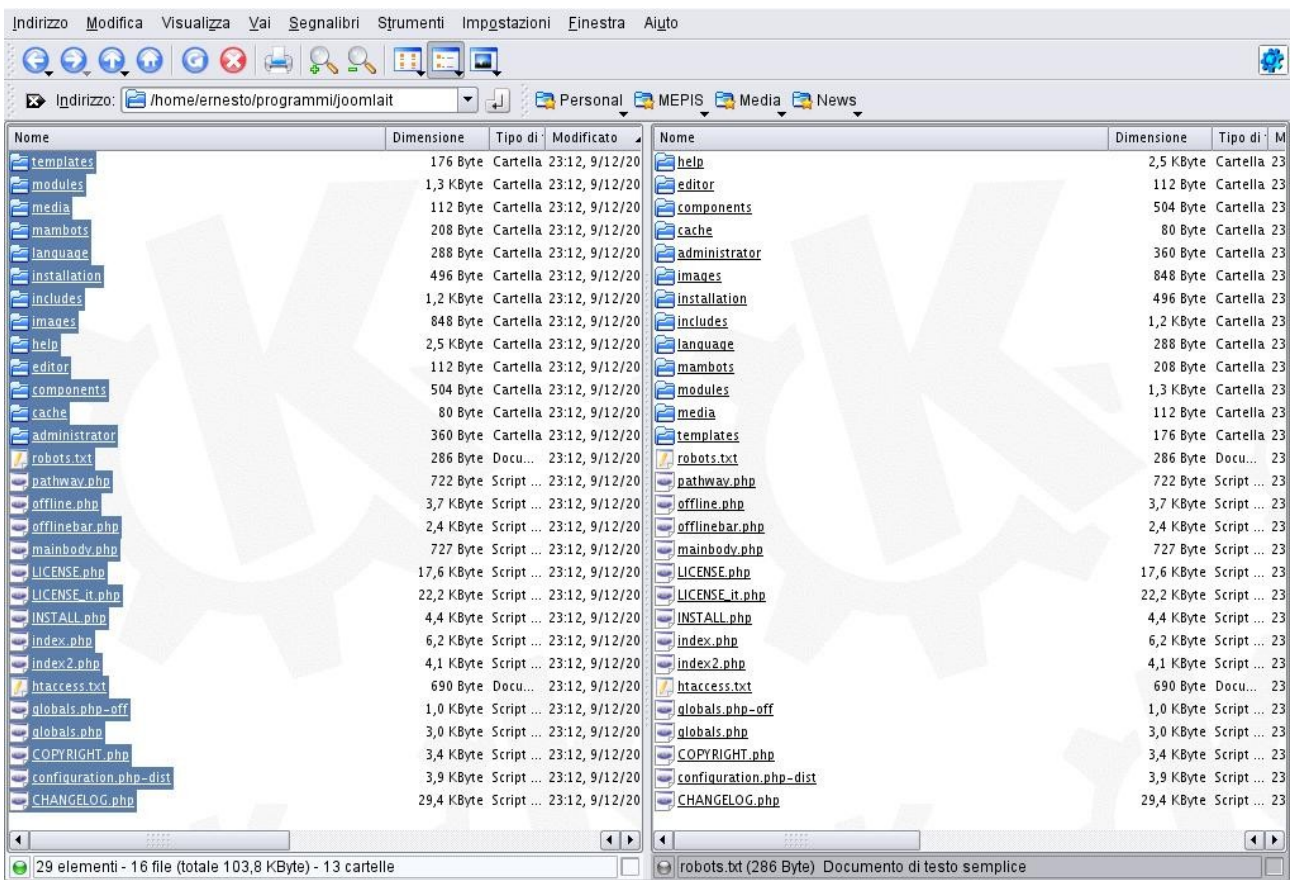 Indirizzo Modifica Visualizza Vai Segnalibri Strumenti Impostazioni Finestra Aiuto
Indirizzo: /home/ernesto/programmi/joomlait Personal MEPIS Media News
Nome Dimensione Tipo di Modificato
templates 176 Byte Cartella 23:12, 9/12/20
modules 1,3 KByte Cartella 23:12, 9/12/20
media 112 Byte Cartella 23:12, 9/12/20
mambots 208 Byte Cartella 23:12, 9/12/20
language 288 Byte Cartella 23:12, 9/12/20
installation 496 Byte Cartella 23:12, 9/12/20
includes 1,2 KByte Cartella 23:12, 9/12/20
images 848 Byte Cartella 23:12, 9/12/20
help 2,5 KByte Cartella 23:12, 9/12/20
editor 112 Byte Cartella 23:12, 9/12/20
components 504 Byte Cartella 23:12, 9/12/20
cache 80 Byte Cartella 23:12, 9/12/20
administrator 360 Byte Cartella 23:12, 9/12/20
robots.txt 286 Byte Docu... 23:12, 9/12/20
pathway.php 722 Byte Script ... 23:12, 9/12/20
offline.php 3,7 KByte Script ... 23:12, 9/12/20
offlinebar.php 2,4 KByte Script ... 23:12, 9/12/20
mainbody.php 727 Byte Script ... 23:12, 9/12/20
LICENSE.php 17,6 KByte Script ... 23:12, 9/12/20
LICENSE_it.php 22,2 KByte Script ... 23:12, 9/12/20
INSTALL.php 4,4 KByte Script ... 23:12, 9/12/20
index.php 6,2 KByte Script ... 23:12, 9/12/20
index2.php 4,1 KByte Script ... 23:12, 9/12/20
htaccess.txt 690 Byte Docu... 23:12, 9/12/20
globals.php-off 1,0 KByte Script ... 23:12, 9/12/20
globals.php 3,0 KByte Script ... 23:12, 9/12/20
COPYRIGHT.php 3,4 KByte Script ... 23:12, 9/12/20
configuration.php-dist 3,9 KByte Script ... 23:12, 9/12/20
CHANGELOG.php 29,4 KByte Script ... 23:12, 9/12/20
29 elementi - 16 file (totale 103,8 KByte) - 13 cartelle
Nome Dimensione Tipo di M
help 2,5 KByte Cartella 23
editor 112 Byte Cartella 23
components 504 Byte Cartella 23
cache 80 Byte Cartella 23
administrator 360 Byte Cartella 23
images 848 Byte Cartella 23
installation 496 Byte Cartella 23
includes 1,2 KByte Cartella 23
language 288 Byte Cartella 23
mambots 208 Byte Cartella 23
modules 1,3 KByte Cartella 23
media 112 Byte Cartella 23
templates 176 Byte Cartella 23
robots.txt 286 Byte Docu... 23
pathway.php 722 Byte Script ... 23
offline.php 3,7 KByte Script ... 23
offlinebar.php 2,4 KByte Script ... 23
mainbody.php 727 Byte Script ... 23
LICENSE.php 17,6 KByte Script ... 23
LICENSE_it.php 22,2 KByte Script ... 23
INSTALL.php 4,4 KByte Script ... 23
index.php 6,2 KByte Script ... 23
index2.php 4,1 KByte Script ... 23
htaccess.txt 690 Byte Docu... 23
globals.php-off 1,0 KByte Script ... 23
globals.php 3,0 KByte Script ... 23
COPYRIGHT.php 3,4 KByte Script ... 23
configuration.php-dist 3,9 KByte Script ... 23
CHANGELOG.php 29,4 KByte Script ... 23
robots.txt (286 Byte) Documento di testo semplice